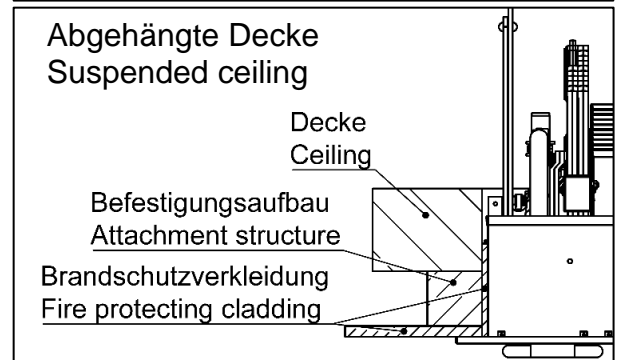 Abgehängte Decke
Suspended ceiling
Decke
Ceiling
Befestigungsaufbau
Attachment structure
Brandschutzverkleidung
Fire protecting cladding